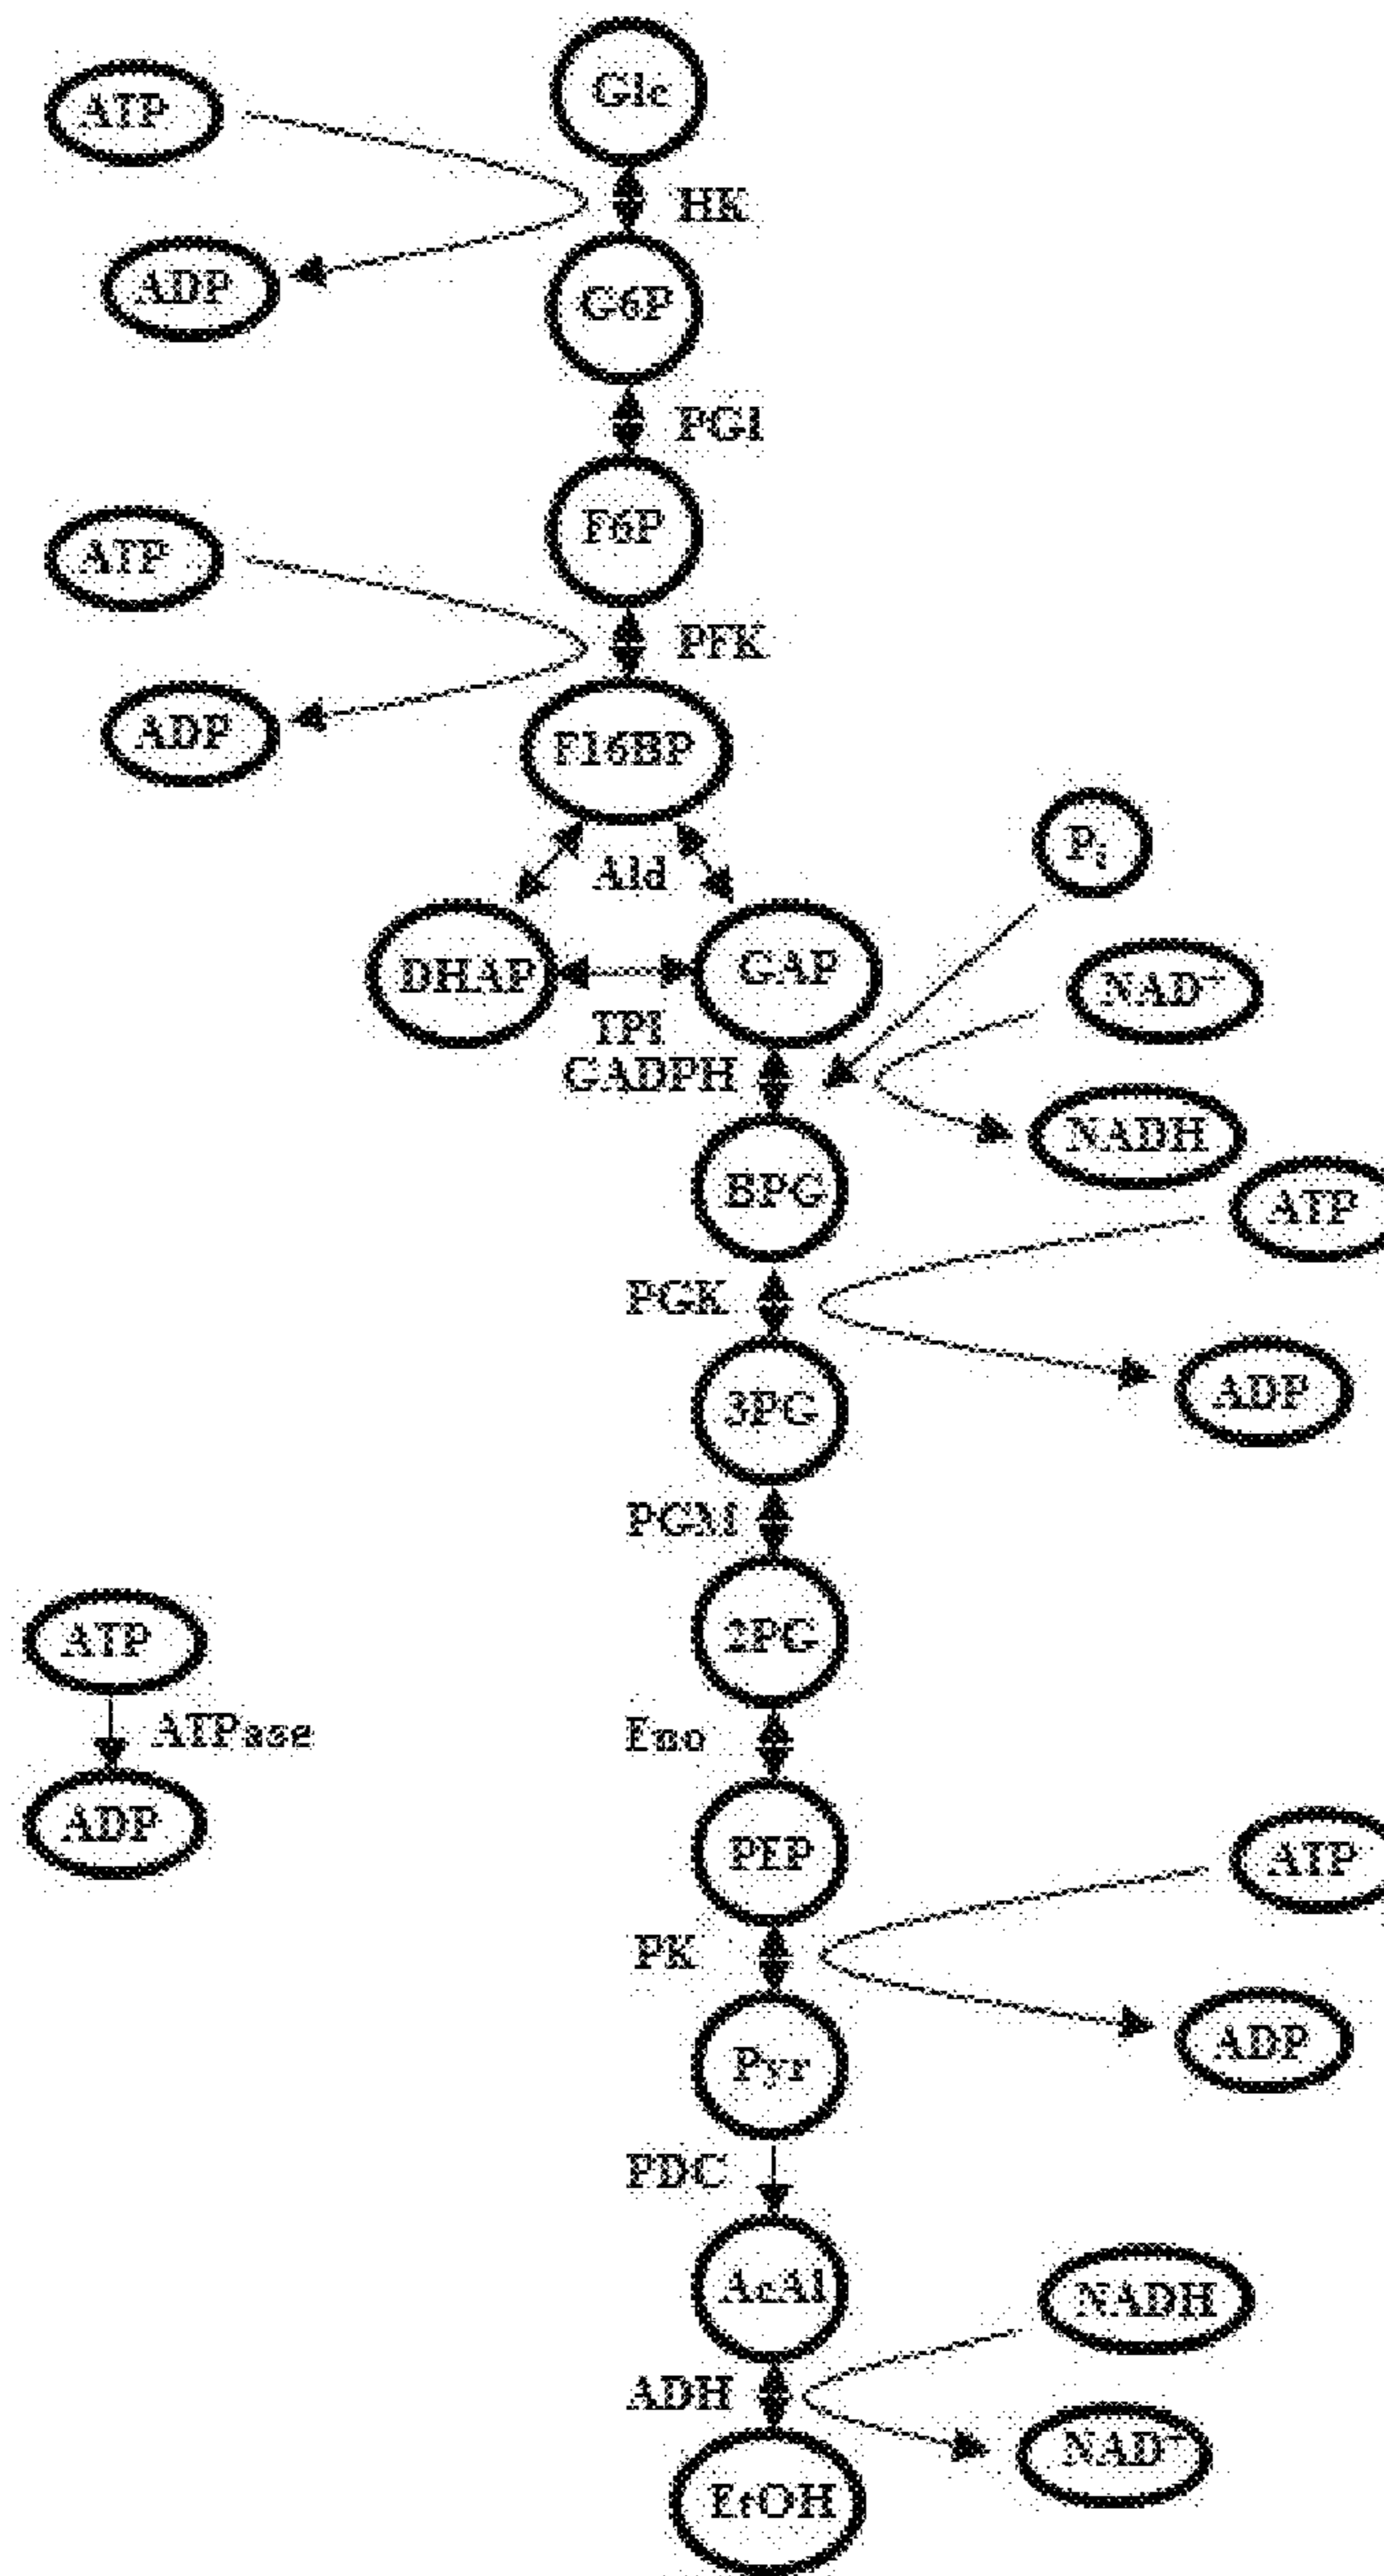 Glc
ATP
HK
ADP
G6P
PGI
F6P
ATP
PFK
ADP
F16BP
Pi
Ald
DHAP
GAP
NAD+
TPI
GADPH
NADH
BPG
ATP
PGK
ADP
3PG
PGM
ATP
2PG
ATPase
Eno
ADP
PEP
ATP
PK
ADP
Pyr
PDC
AcAl
NADH
ADH
NAD+
EtOH